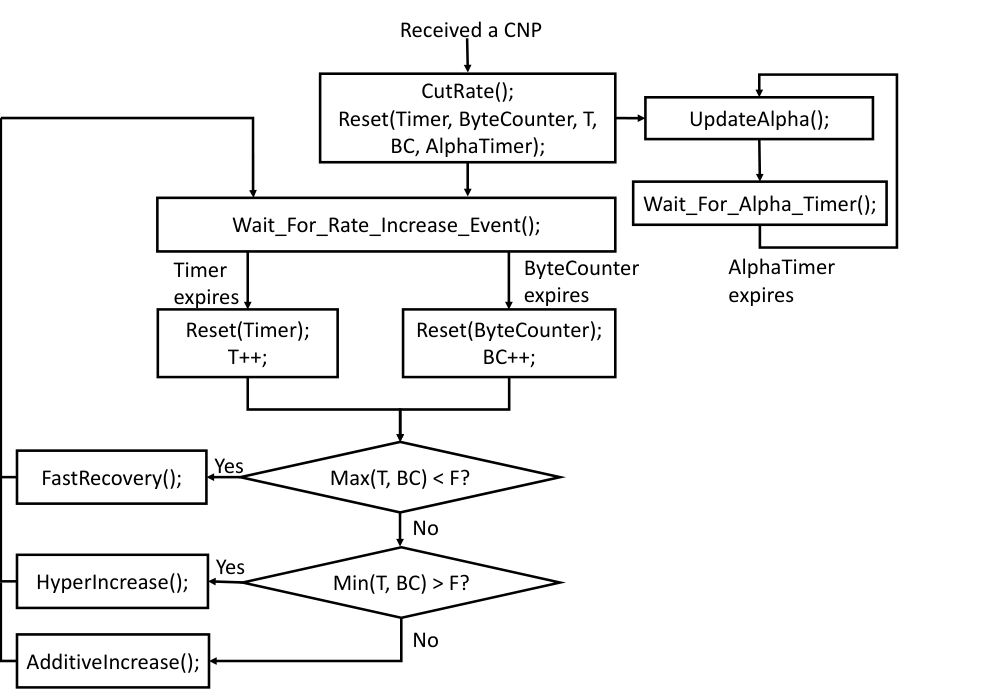 Received a CNP
CutRate();
Reset(Timer, ByteCounter, T,
BC, AlphaTimer);
UpdateAlpha();
Wait_For_Alpha_Timer();
AlphaTimer
expires
Wait_For_Rate_Increase_Event();
Timer
expires
ByteCounter
expires
Reset(Timer);
T++;
Reset(ByteCounter);
BC++;
Max(T, BC) < F?
Yes
FastRecovery();
No
Min(T, BC) > F?
Yes
HyperIncrease();
No
AdditiveIncrease();